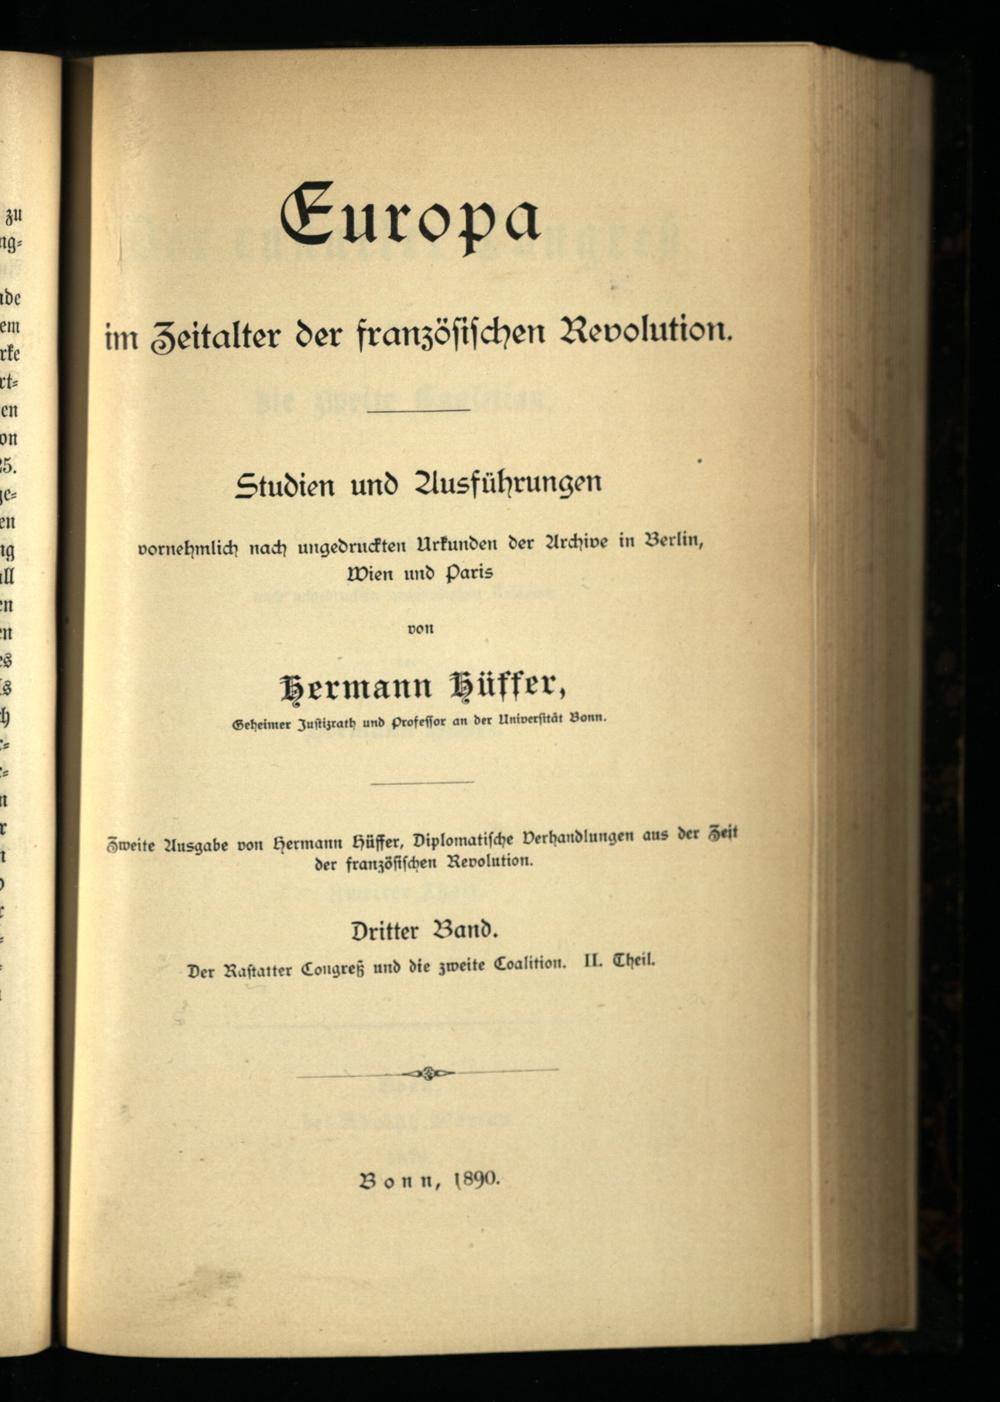 Europa
im Zeitalter der französischen Revolution.
Studien und Ausführungen
vornehmlich nach ungedruckten Urkunden der Archive in Berlin,
Wien und Paris
von
Hermann Hüffer,
Geheimer Justizrath und Professor an der Universität Bonn.
Zweite Ausgabe von Hermann Hüffer, Diplomatische Verhandlungen aus der Zeit
der französischen Revolution.
Dritter Band.
Der Rastatter Congreß und die zweite Coalition. II. Theil.
Bonn, 1890.